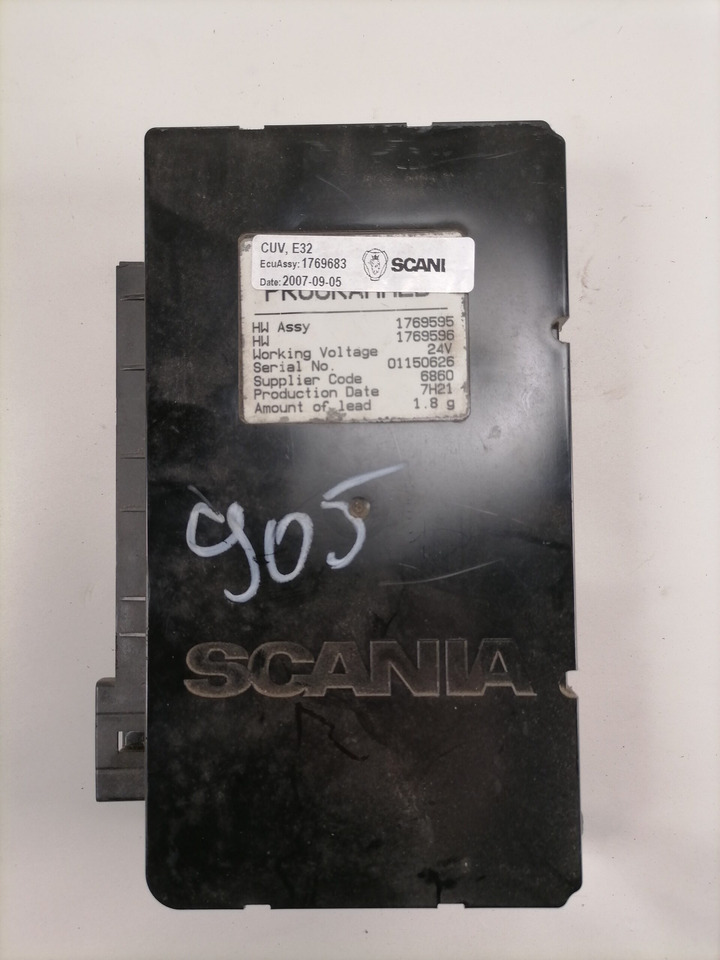 CUV, E32
EcuAssy: 1769683
Date: 2007-09-05
SCANI
PROGRAMMED
HW Assy 1769595
HW 1769596
Working Voltage 24V
Serial No. 01150626
Supplier Code 6860
Production Date 7H21
Amount of lead 1.8 g
905
SCANIA